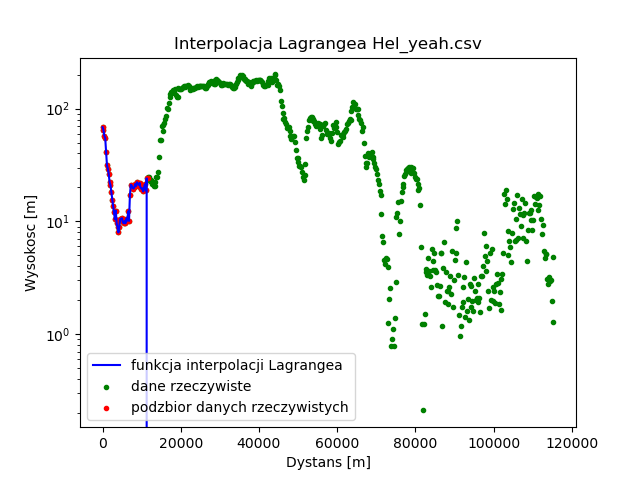 Interpolacja Lagrangea Hel_yeah.csv
Wysokosc [m]
10²
10¹
10⁰
funkcja interpolacji Lagrangea
dane rzeczywiste
podzbior danych rzeczywistych
0 20000 40000 60000 80000 100000 120000
Dystans [m]